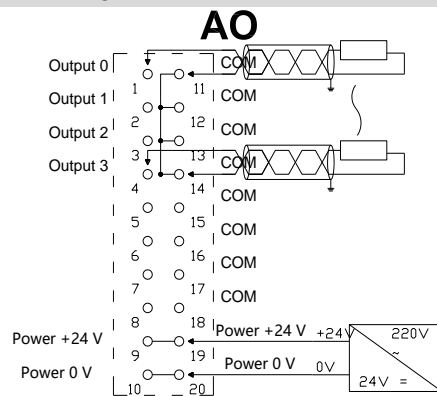 AO
Output 0 COM
1 11
Output 1 COM
2 12
Output 2 COM
3 13
Output 3 COM
4 14
COM
5 15
COM
6 16
COM
7 17
COM
8 18
Power +24 V Power +24 V +24V 220V
9 19 ~
Power 0 V Power 0 V 0V
10 20 24V =